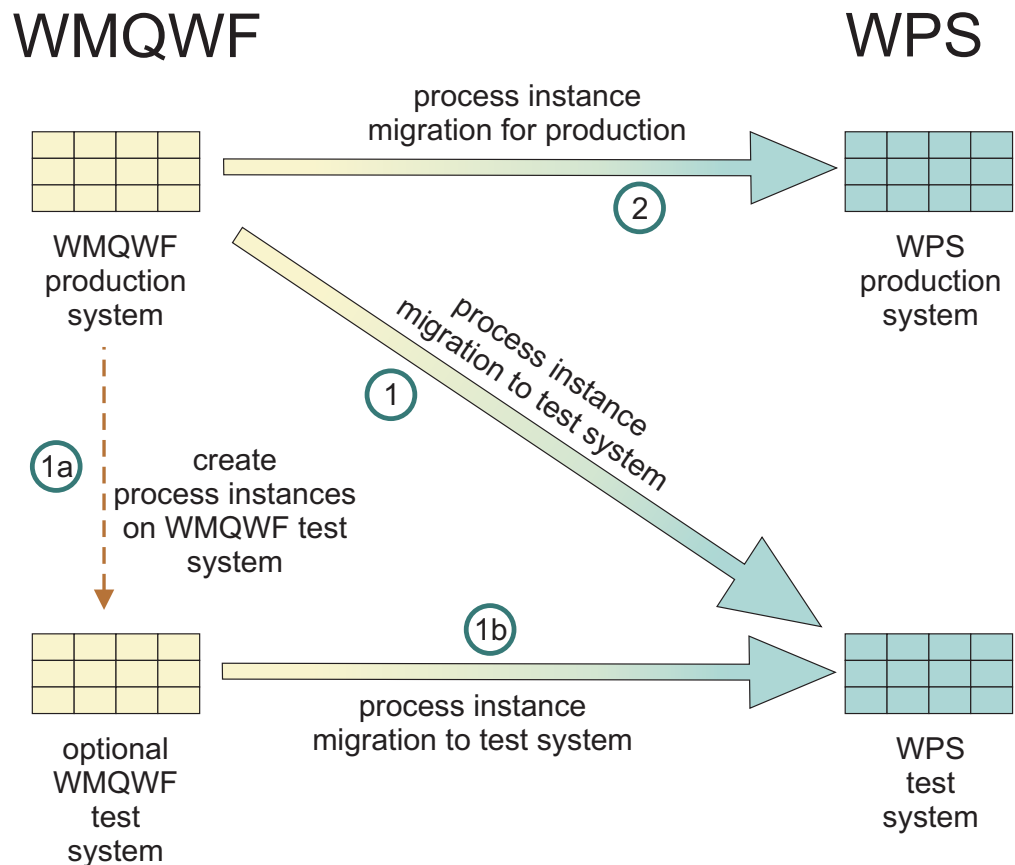 WMQWF
WPS
process instance
migration for production
2
WMQWF
production
system
WPS
production
system
process instance
migration to test system
1
1a
create
process instances
on WMQWF test
system
1b
process instance
migration to test system
optional
WMQWF
test
system
WPS
test
system